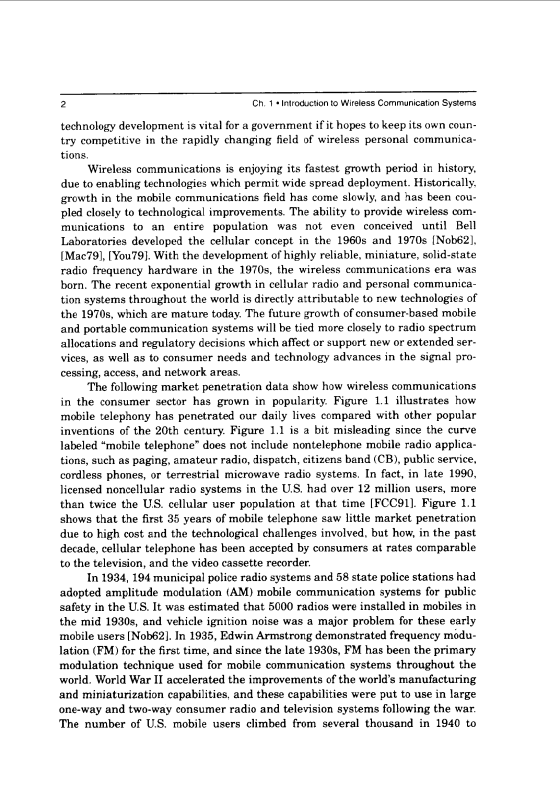 2 Ch. 1 • Introduction to Wireless Communication Systems
technology development is vital for a government if it hopes to keep its own coun-
try competitive in the rapidly changing field of wireless personal communica-
tions.
Wireless communications is enjoying its fastest growth period in history,
due to enabling technologies which permit wide spread deployment. Historically,
growth in the mobile communications field has come slowly, and has been cou-
pled closely to technological improvements. The ability to provide wireless com-
munications to an entire population was not even conceived until Bell
Laboratories developed the cellular concept in the 1960s and 1970s [Nob62],
[Mac79], [You79]. With the development of highly reliable, miniature, solid-state
radio frequency hardware in the 1970s, the wireless communications era was
born. The recent exponential growth in cellular radio and personal communica-
tion systems throughout the world is directly attributable to new technologies of
the 1970s, which are mature today. The future growth of consumer-based mobile
and portable communication systems will be tied more closely to radio spectrum
allocations and regulatory decisions which affect or support new or extended ser-
vices, as well as to consumer needs and technology advances in the signal pro-
cessing, access, and network areas.
The following market penetration data show how wireless communications
in the consumer sector has grown in popularity. Figure 1.1 illustrates how
mobile telephony has penetrated our daily lives compared with other popular
inventions of the 20th century. Figure 1.1 is a bit misleading since the curve
labeled "mobile telephone" does not include nontelephone mobile radio applica-
tions, such as paging, amateur radio, dispatch, citizens band (CB), public service,
cordless phones, or terrestrial microwave radio systems. In fact, in late 1990,
licensed noncellular radio systems in the U.S. had over 12 million users, more
than twice the U.S. cellular user population at that time [FCC91]. Figure 1.1
shows that the first 35 years of mobile telephone saw little market penetration
due to high cost and the technological challenges involved, but how, in the past
decade, cellular telephone has been accepted by consumers at rates comparable
to the television, and the video cassette recorder.
In 1934, 194 municipal police radio systems and 58 state police stations had
adopted amplitude modulation (AM) mobile communication systems for public
safety in the U.S. It was estimated that 5000 radios were installed in mobiles in
the mid 1930s, and vehicle ignition noise was a major problem for these early
mobile users [Nob62]. In 1935, Edwin Armstrong demonstrated frequency modu-
lation (FM) for the first time, and since the late 1930s, FM has been the primary
modulation technique used for mobile communication systems throughout the
world. World War II accelerated the improvements of the world's manufacturing
and miniaturization capabilities, and these capabilities were put to use in large
one-way and two-way consumer radio and television systems following the war.
The number of U.S. mobile users climbed from several thousand in 1940 to